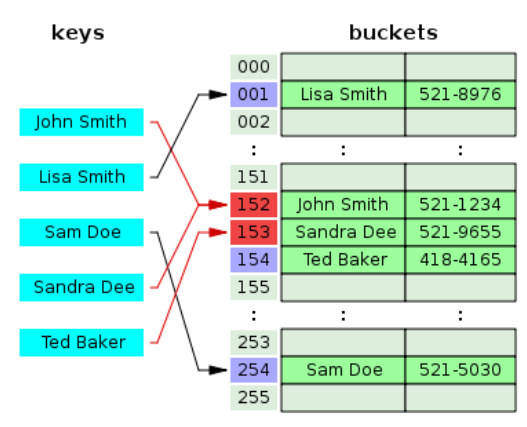 keys
buckets
John Smith
Lisa Smith
Sam Doe
Sandra Dee
Ted Baker
000
001 Lisa Smith 521-8976
002
: : :
151
152 John Smith 521-1234
153 Sandra Dee 521-9655
154 Ted Baker 418-4165
155
: : :
253
254 Sam Doe 521-5030
255